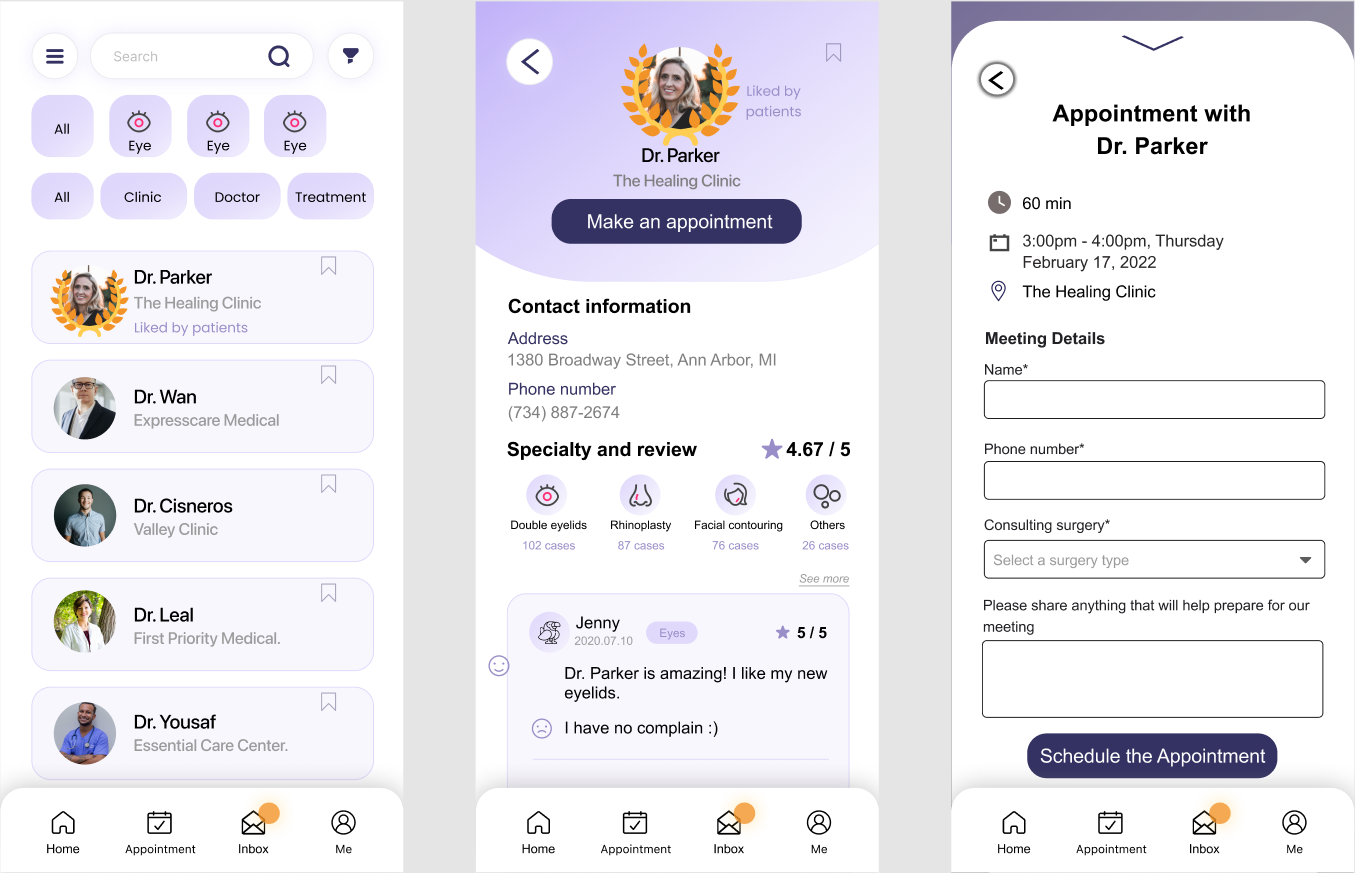 Search
All
Eye
Eye
Eye
All
Clinic
Doctor
Treatment
Dr. Parker
The Healing Clinic
Liked by patients
Dr. Wan
Expresscare Medical
Dr. Cisneros
Valley Clinic
Dr. Leal
First Priority Medical.
Dr. Yousaf
Essential Care Center.
Home
Appointment
Inbox
Me
Liked by
patients
Dr. Parker
The Healing Clinic
Make an appointment
Contact information
Address
1380 Broadway Street, Ann Arbor, MI
Phone number
(734) 887-2674
Specialty and review
4.67 / 5
Double eyelids
Rhinoplasty
Facial contouring
Others
102 cases
87 cases
76 cases
26 cases
See more
Jenny
2020.07.10
Eyes
5 / 5
Dr. Parker is amazing! I like my new
eyelids.
I have no complain :)
Home
Appointment
Inbox
Me
Appointment with
Dr. Parker
60 min
3:00pm - 4:00pm, Thursday
February 17, 2022
The Healing Clinic
Meeting Details
Name*
Phone number*
Consulting surgery*
Select a surgery type
Please share anything that will help prepare for our
meeting
Schedule the Appointment
Home
Appointment
Inbox
Me